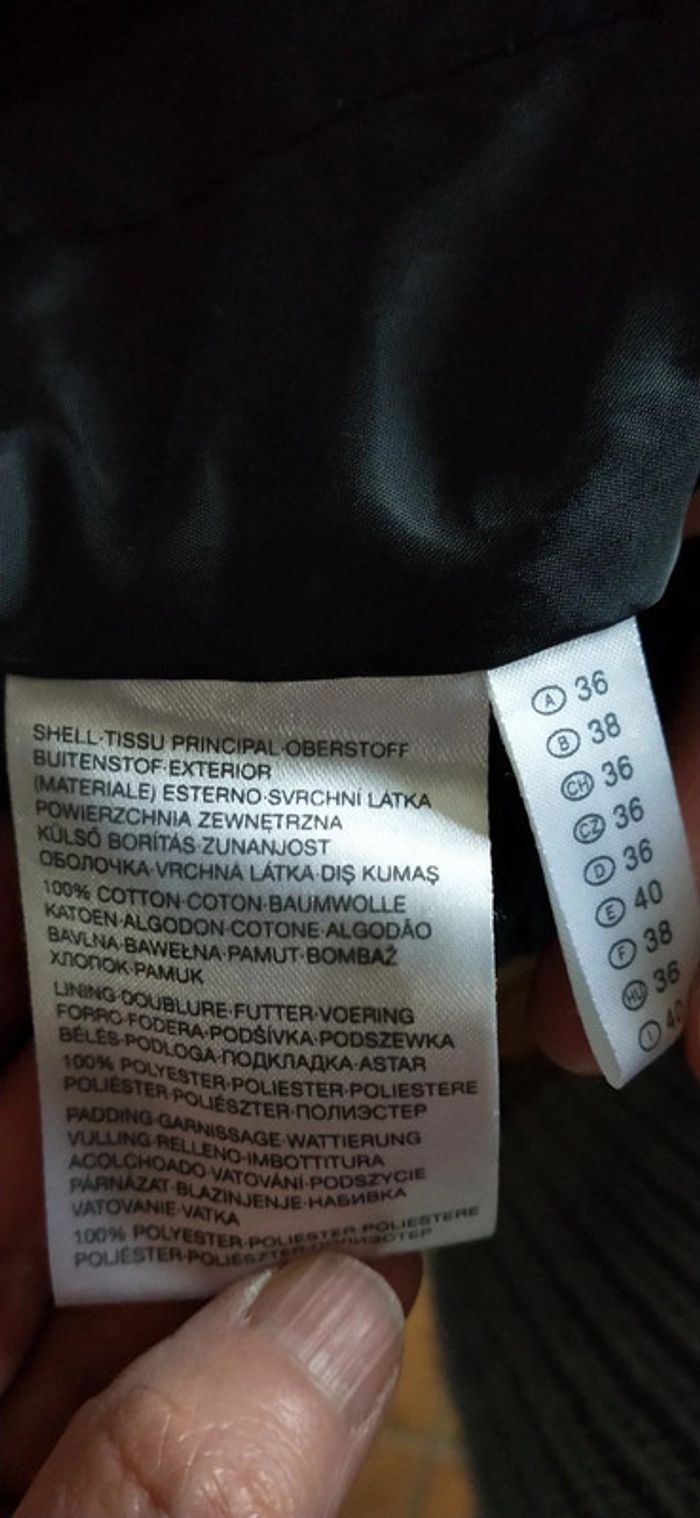 SHELL·TISSU PRINCIPAL·OBERSTOFF
BUITENSTOF·EXTERIOR
(MATERIALE) ESTERNO·SVRCHNÍ LÁTKA
POWIERZCHNIA ZEWNĘTRZNA
KÜLSŐ BORÍTÁS·ZUNANJOST
ОБОЛОЧКА·VRCHNÁ LÁTKA·DIŞ KUMAŞ
100% COTTON·COTON·BAUMWOLLE
KATOEN·ALGODON·COTONE·ALGODÃO
BAVLNA·BAWEŁNA·PAMUT·BOMBAŽ
ХЛОПОК·PAMUK
LINING·DOUBLURE·FUTTER·VOERING
FORRO·FODERA·PODŠÍVKA·PODSZEWKA
BÉLÉS·PODLOGA·ПОДКЛАДКА·ASTAR
100% POLYESTER·POLIESTER·POLIESTERE
POLIÉSTER·POLIÉSZTER·ПОЛИЭСТЕР
PADDING·GARNISSAGE·WATTIERUNG
VULLING·RELLENO·IMBOTTITURA
ACOLCHOADO·VATOVÁNÍ·PODSZYCIE
PÁRNÁZAT·BLAZINJENJE·НАБИВКА
VATOVANIE·VATKA
100% POLYESTER·POLIESTER·POLIESTERE
POLIÉSTER·POLIÉSZTER·ПОЛИЭСТЕР
A 36
B 38
CH 36
CZ 36
D 36
E 40
F 38
HU 36
I 40